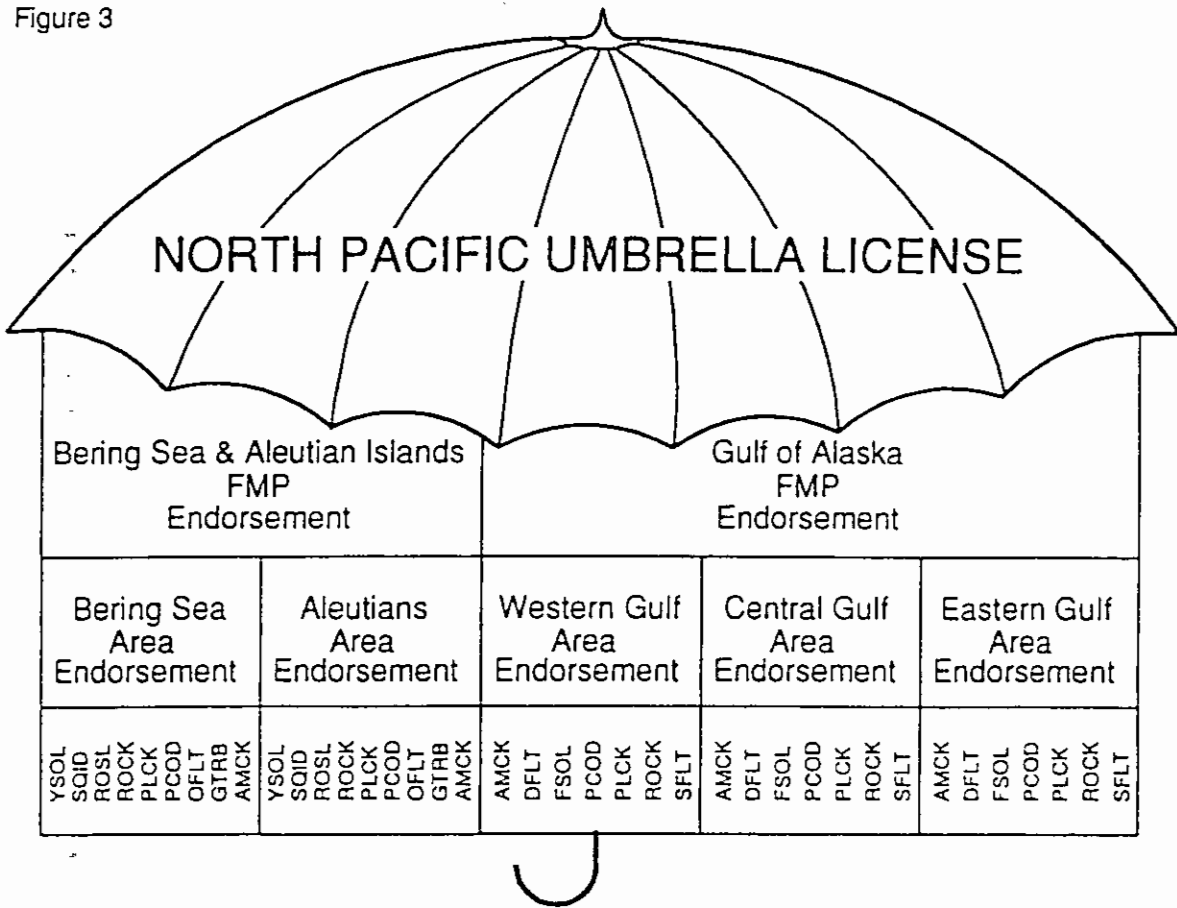 Figure 3
NORTH PACIFIC UMBRELLA LICENSE
Bering Sea & Aleutian Islands
FMP
Endorsement
Gulf of Alaska
FMP
Endorsement
Bering Sea
Area
Endorsement
Aleutians
Area
Endorsement
Western Gulf
Area
Endorsement
Central Gulf
Area
Endorsement
Eastern Gulf
Area
Endorsement
YSOL
SQID
ROSL
ROCK
PLCK
PCOD
OFLT
GTRB
AMCK
YSOL
SQID
ROSL
ROCK
PLCK
PCOD
OFLT
GTRB
AMCK
AMCK
DFLT
FSOL
PCOD
PLCK
ROCK
SFLT
AMCK
DFLT
FSOL
PCOD
PLCK
ROCK
SFLT
AMCK
DFLT
FSOL
PCOD
PLCK
ROCK
SFLT